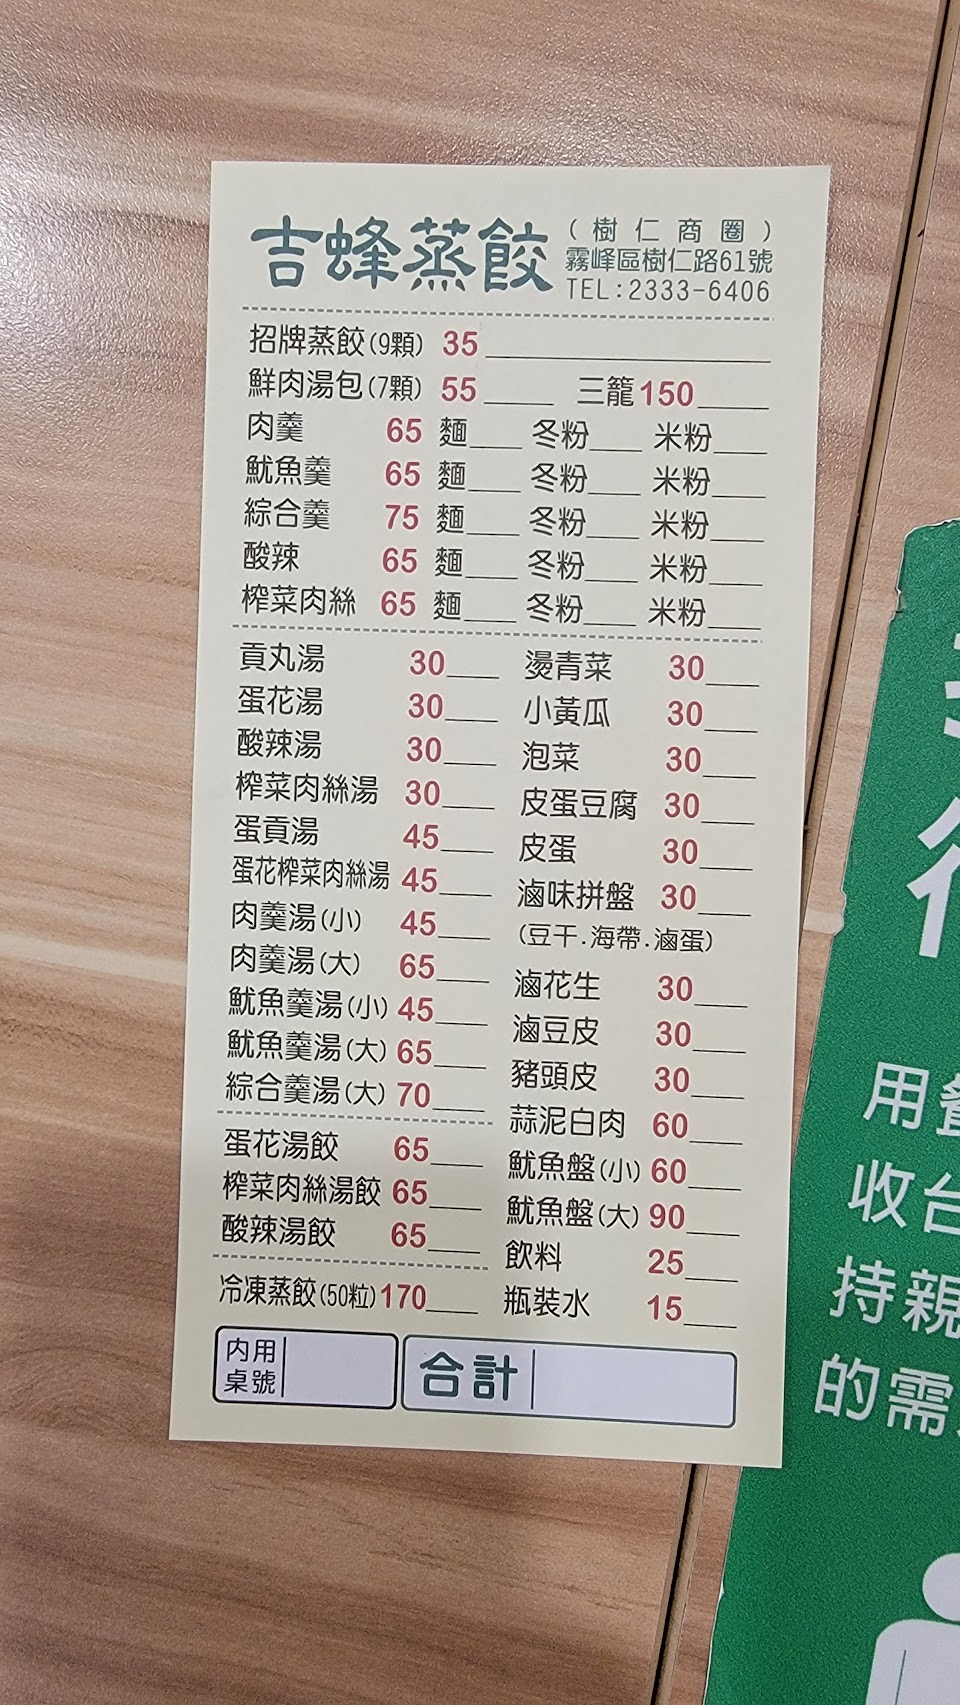 吉蜂蒸餃
(樹仁商圈)
霧峰區樹仁路61號
TEL:2333-6406
招牌蒸餃(9顆) 35
鮮肉湯包(7顆) 55 三籠150
肉羹 65 麵 冬粉 米粉
魷魚羹 65 麵 冬粉 米粉
綜合羹 75 麵 冬粉 米粉
酸辣 65 麵 冬粉 米粉
榨菜肉絲 65 麵 冬粉 米粉
貢丸湯 30
蛋花湯 30
酸辣湯 30
榨菜肉絲湯 30
蛋貢湯 45
蛋花榨菜肉絲湯 45
肉羹湯(小) 45
肉羹湯(大) 65
魷魚羹湯(小) 45
魷魚羹湯(大) 65
綜合羹湯(大) 70
蛋花湯餃 65
榨菜肉絲湯餃 65
酸辣湯餃 65
冷凍蒸餃(50粒)170
燙青菜 30
小黃瓜 30
泡菜 30
皮蛋豆腐 30
皮蛋 30
滷味拼盤 30
(豆干.海帶.滷蛋)
滷花生 30
滷豆皮 30
豬頭皮 30
蒜泥白肉 60
魷魚盤(小) 60
魷魚盤(大) 90
飲料 25
瓶裝水 15
內用
桌號
合計
用餐
收台
持親
的需